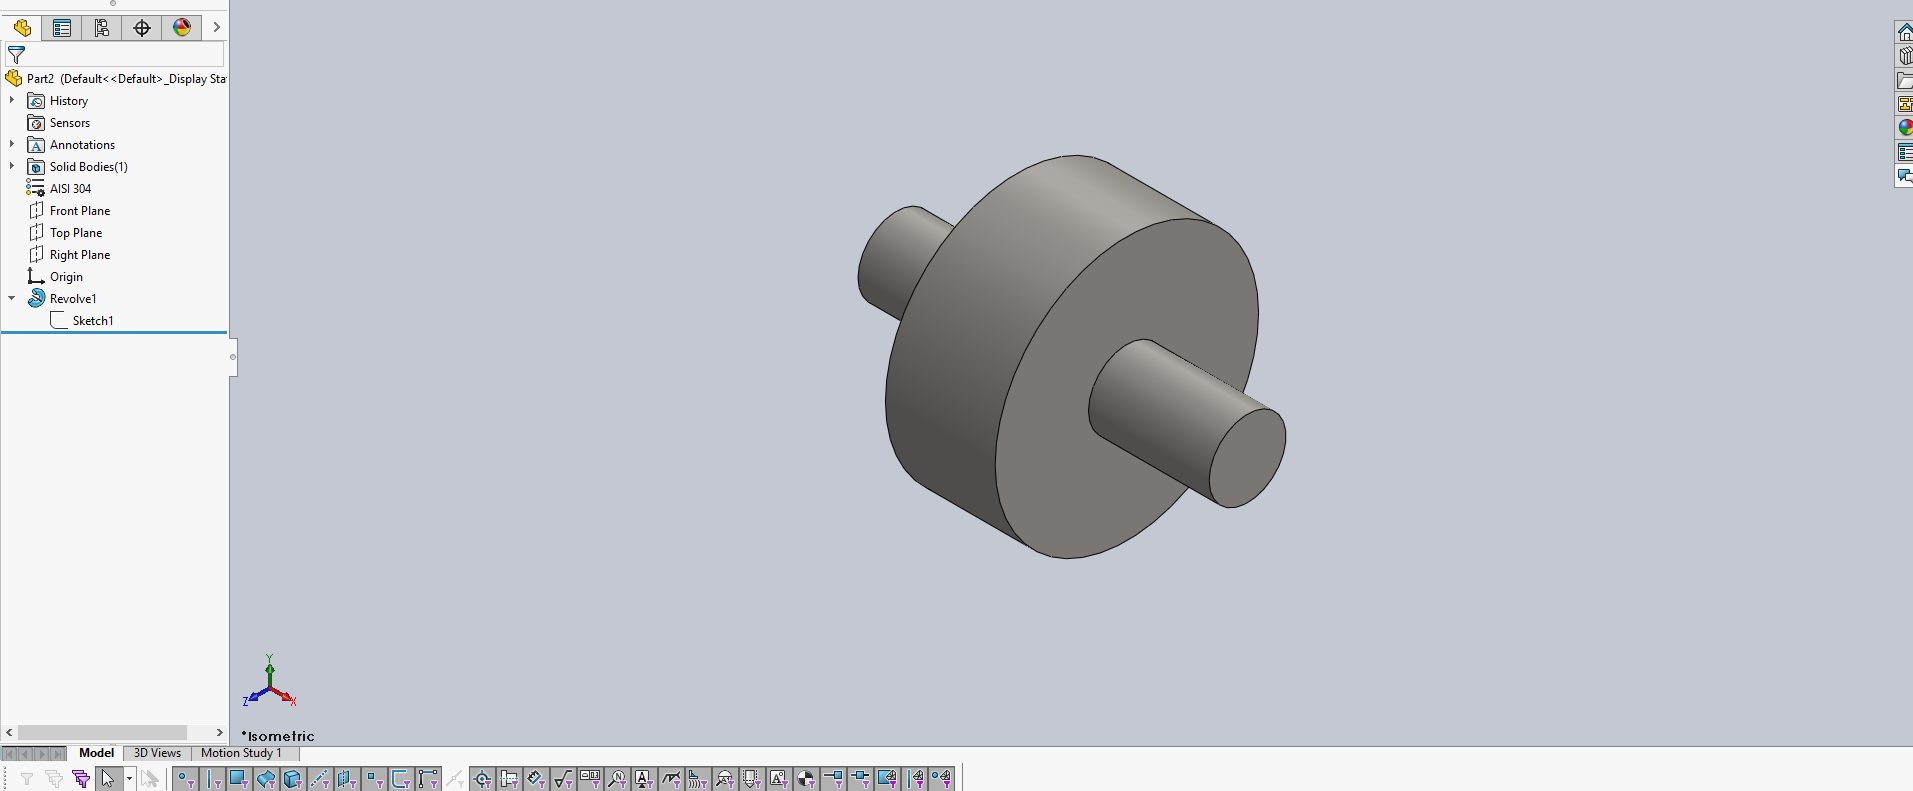 Part2 (Default<<Default>_Display Sta
History
Sensors
A Annotations
Solid Bodies(1)
AISI 304
Front Plane
Top Plane
Right Plane
Origin
Revolve1
Sketch1
Y
Z X
*Isometric
Model 3D Views Motion Study 1